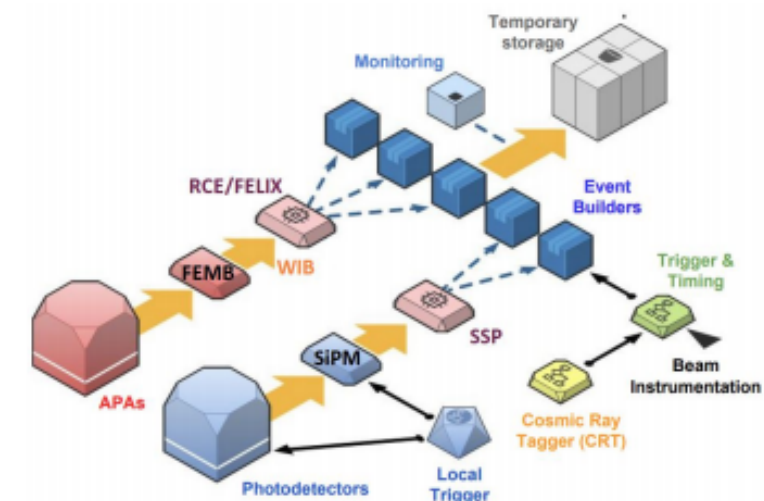 Temporary
storage
Monitoring
RCE/FELIX
Event
Builders
FEMB
WIB
Trigger &
Timing
SSP
SiPM
Beam
Instrumentation
APAs
Cosmic Ray
Tagger (CRT)
Local
Trigger
Photodetectors